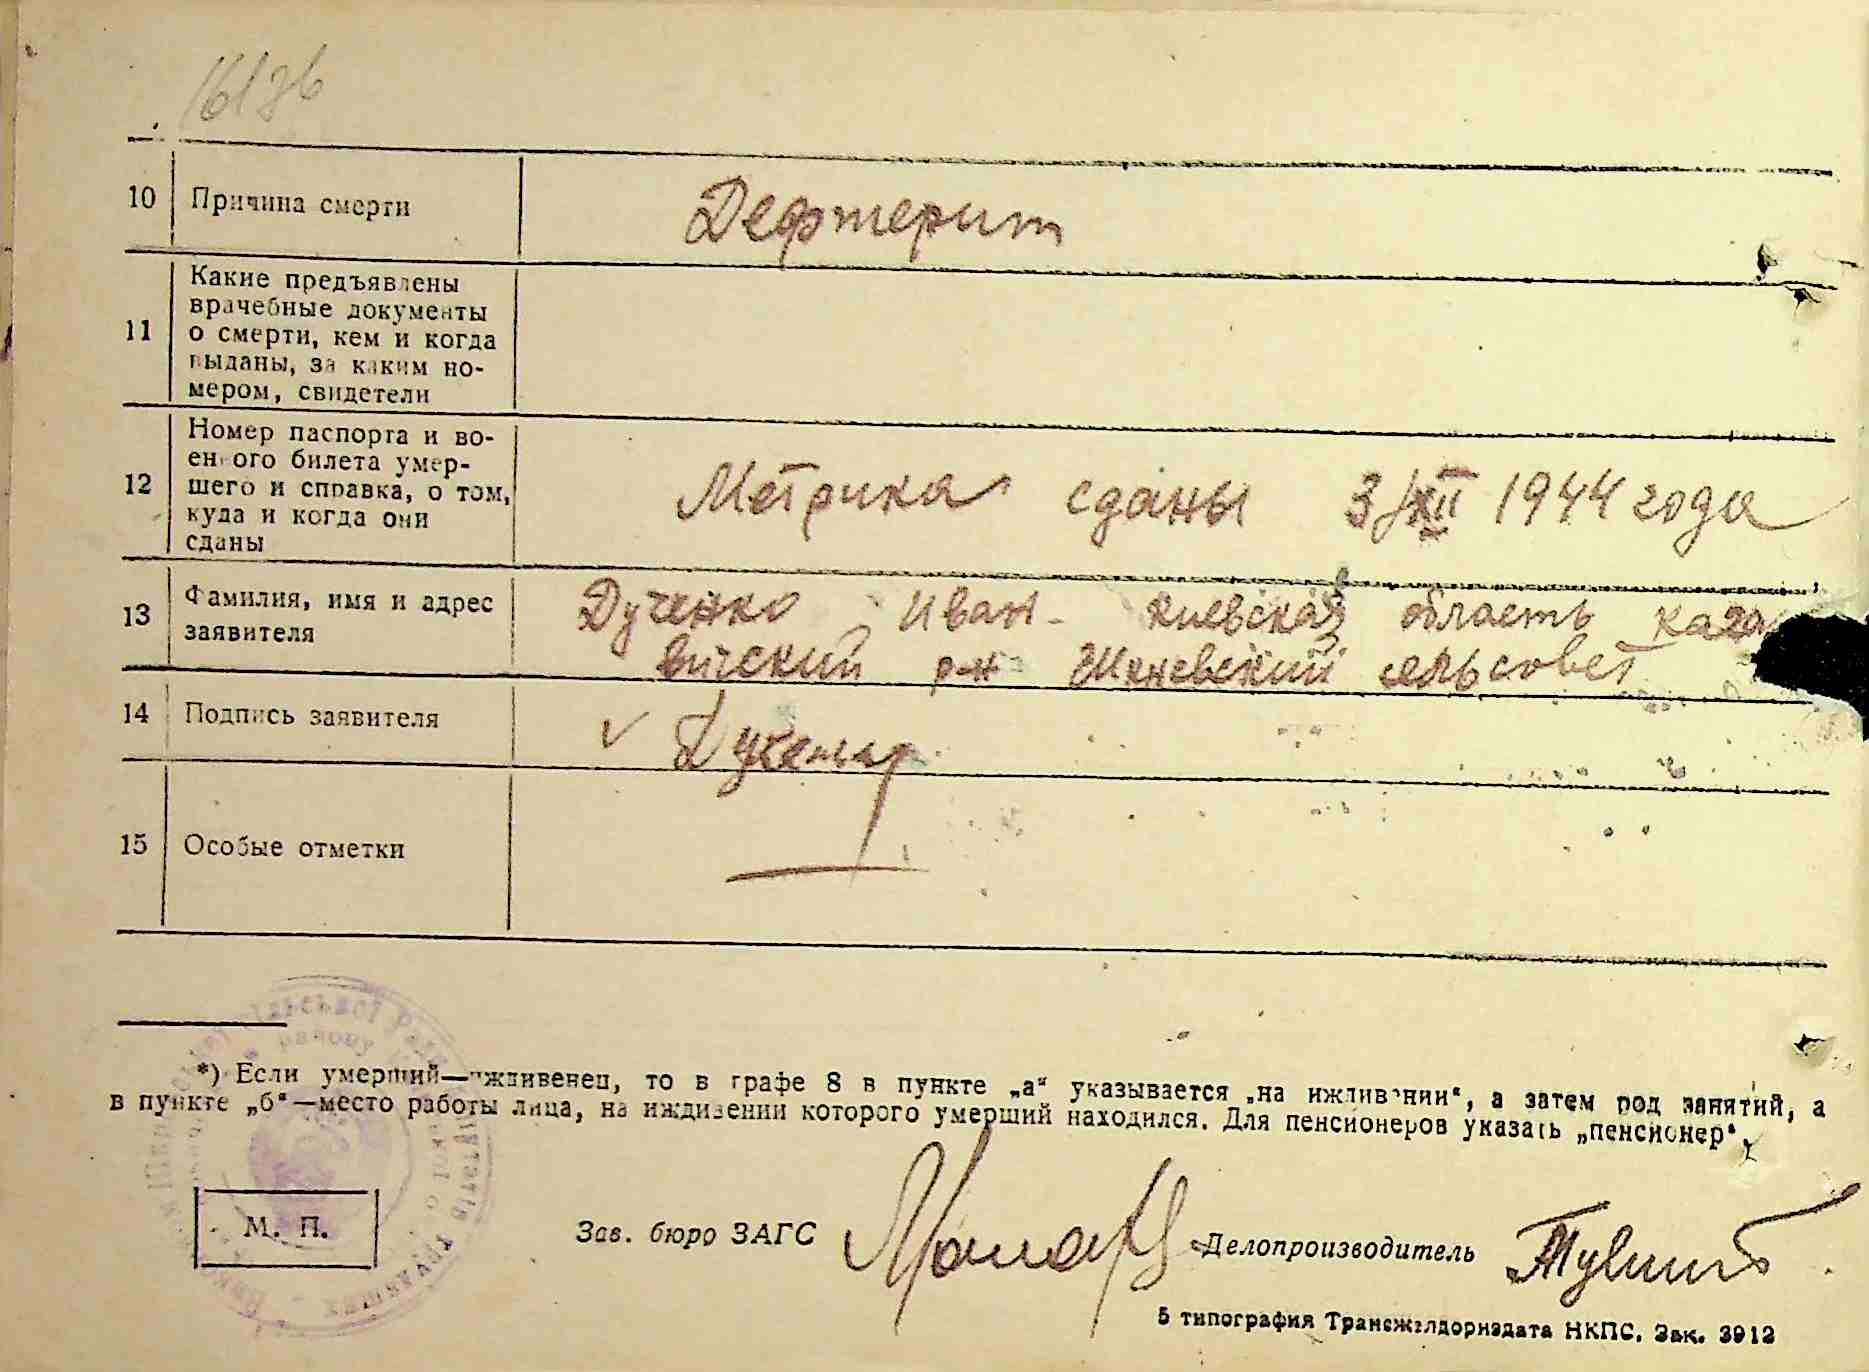 10 Причина смерти Дефтерит
11 Какие предъявлены
врачебные документы
о смерти, кем и когда
выданы, за каким но-
мером, свидетели
12 Номер паспорта и во-
енного билета умер-
шего и справка, о том,
куда и когда они
сданы
Метрика сданы 3/XII 1944 года
13 Фамилия, имя и адрес
заявителя
Дученко Иван - киевская область
р-н сельсовет
14 Подпись заявителя
15 Особые отметки
*) Если умерший—иждивенец, то в графе 8 в пункте „а“ указывается „на иждивении“, а затем род занятий, а
в пункте „б“—место работы лица, на иждивении которого умерший находился. Для пенсионеров указать „пенсионер“.
М. П.
Зав. бюро ЗАГС Делопроизводитель
5 типография Трансжелдориздата НКПС. Зак. 3912